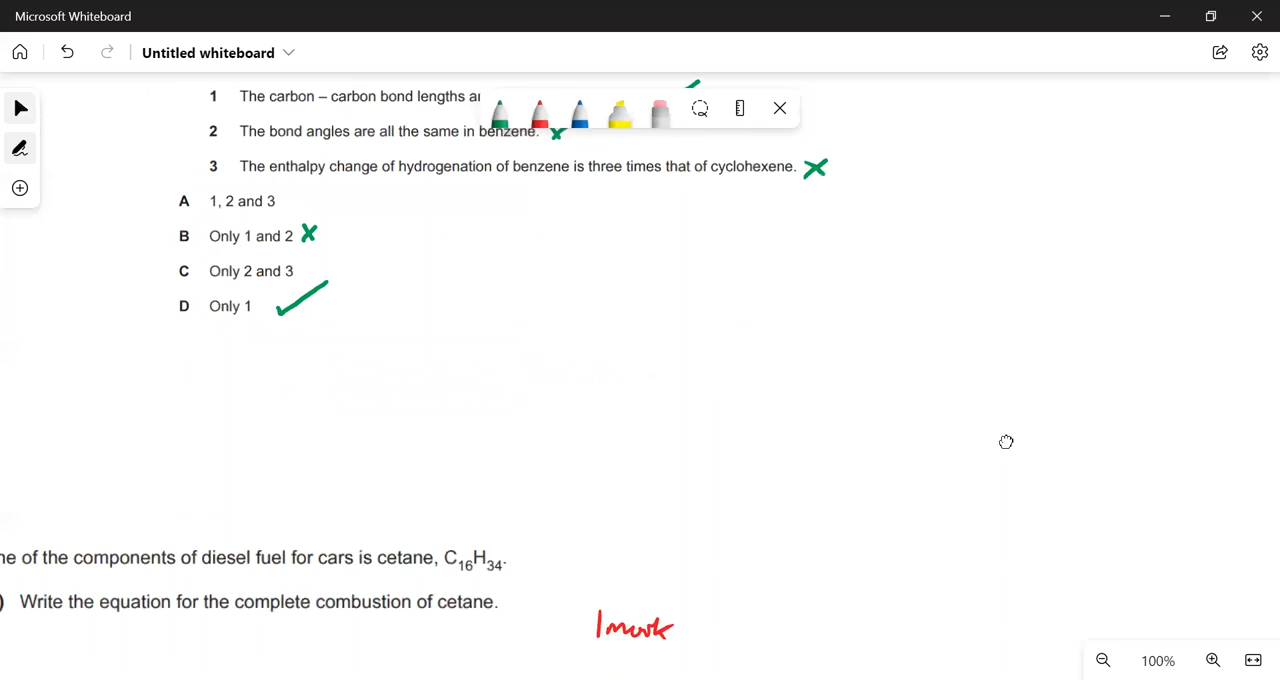 Microsoft Whiteboard
Untitled whiteboard
1 The carbon – carbon bond lengths
2 The bond angles are all the same in benzene.
3 The enthalpy change of hydrogenation of benzene is three times that of cyclohexene.
A 1, 2 and 3
B Only 1 and 2
C Only 2 and 3
D Only 1
of the components of diesel fuel for cars is cetane, C₁₆H₃₄.
) Write the equation for the complete combustion of cetane.
1 mark
100%